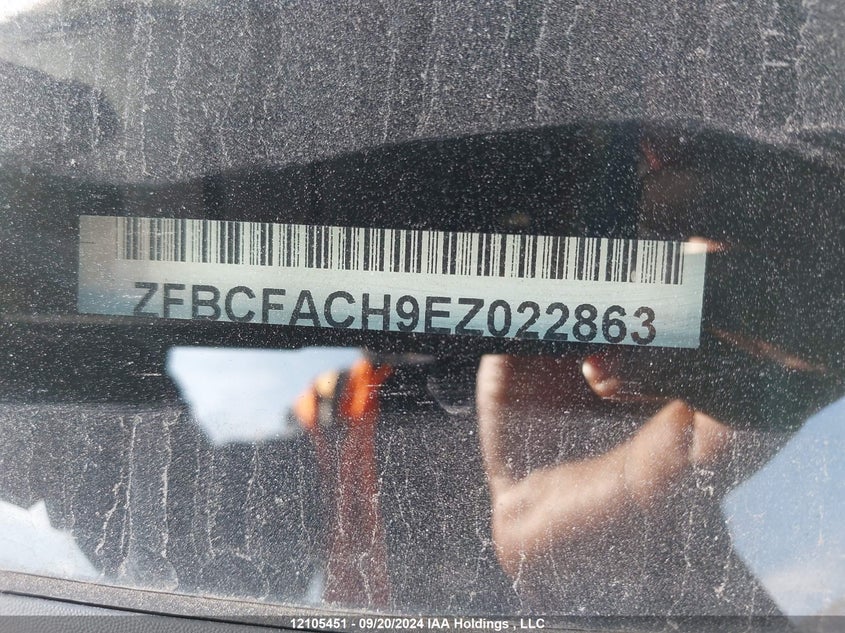 ZFBCFACH9EZ022863
12105451 - 09/20/2024 IAA Holdings , LLC